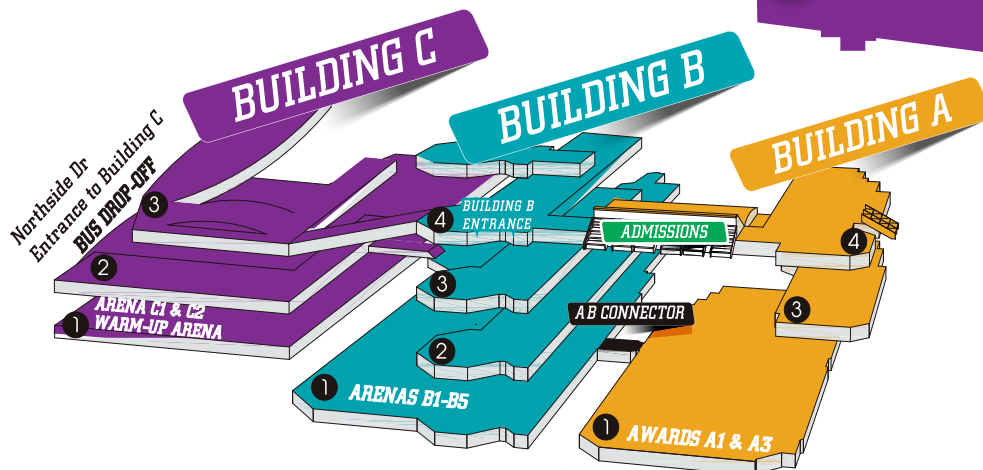 BUILDING C
BUILDING B
BUILDING A
Northside Dr
Entrance to Building C
BUS DROP-OFF
3
2
ARENA C1 & C2
1 WARM-UP ARENA
4 BUILDING B
ENTRANCE
3
2
1 ARENAS B1-B5
ADMISSIONS
AB CONNECTOR
4
3
1 AWARDS A1 & A3